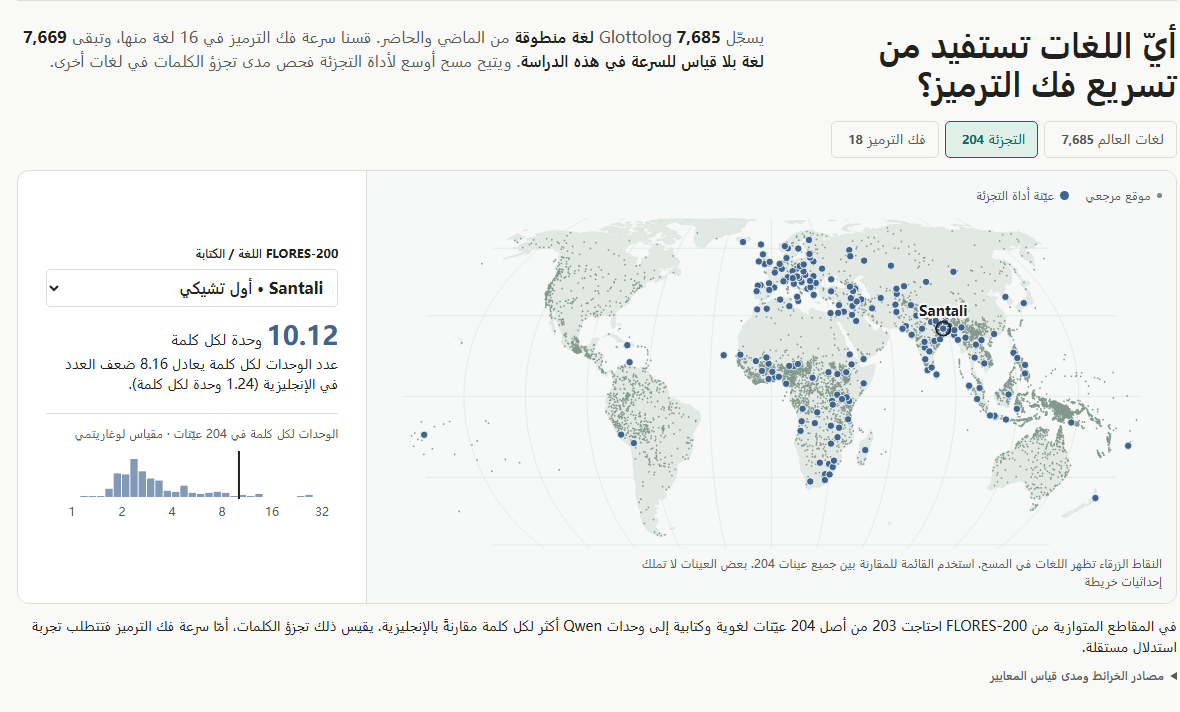 أيّ اللغات تستفيد من
تسريع فك الترميز؟
يسجّل Glottolog 7,685 لغة منطوقة من الماضي والحاضر. قسنا سرعة فك الترميز في 16 لغة منها، وتبقى 7,669
لغة بلا قياس للسرعة في هذه الدراسة. ويتيح مسح أوسع لأداة التجزئة فحص مدى تجزؤ الكلمات في لغات أخرى.
لغات العالم 7,685
التجزئة 204
فك الترميز 18
موقع مرجعي
عيّنة أداة التجزئة
Santali
النقاط الزرقاء تظهر اللغات في المسح. استخدم القائمة للمقارنة بين جميع عينات 204. بعض العينات لا تملك
إحداثيات خريطة
FLORES-200 اللغة / الكتابة
Santali • أول تشيكي
10.12 وحدة لكل كلمة
عدد الوحدات لكل كلمة يعادل 8.16 ضعف العدد
في الإنجليزية (1.24 وحدة لكل كلمة).
الوحدات لكل كلمة في 204 عيّنات · مقياس لوغاريتمي
1 2 4 8 16 32
في المقاطع المتوازية من FLORES-200 احتاجت 203 من أصل 204 عيّنات لغوية وكتابية إلى وحدات Qwen أكثر لكل كلمة مقارنةً بالإنجليزية. يقيس ذلك تجزؤ الكلمات، أمّا سرعة فك الترميز فتتطلب تجربة
استدلال مستقلة.
مصادر الخرائط ومدى قياس المعايير